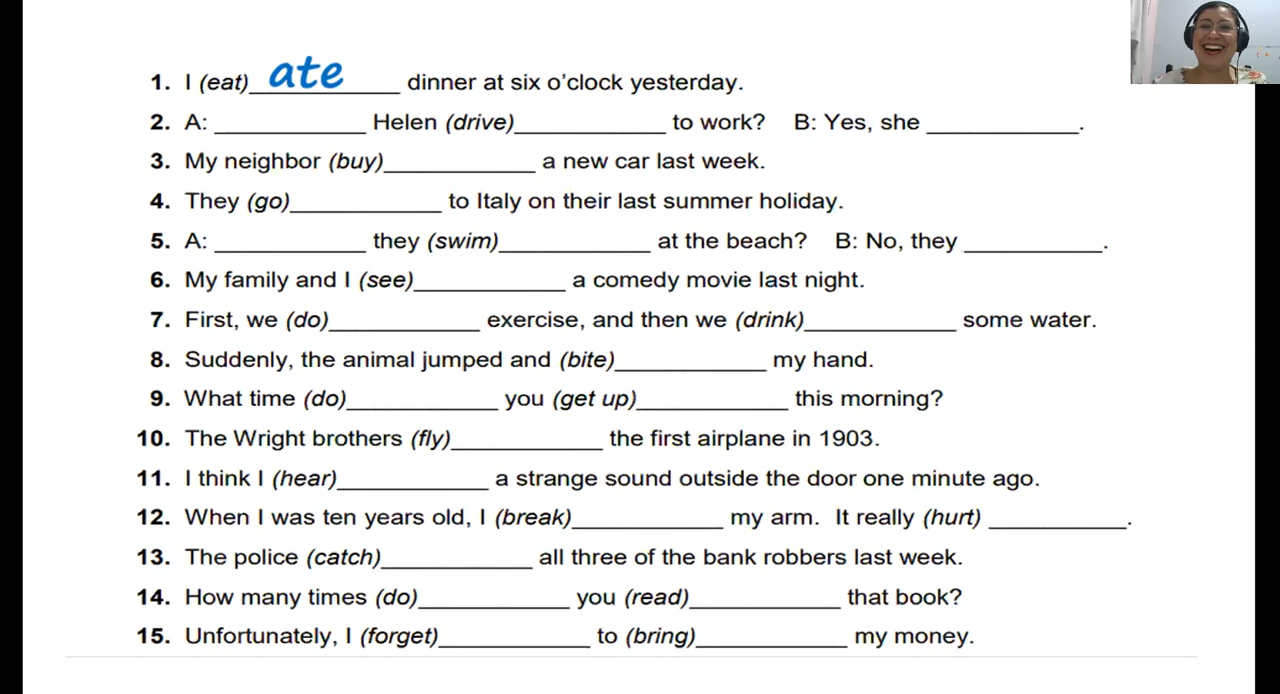 1. I (eat) ate dinner at six o'clock yesterday.
2. A: ____________ Helen (drive)____________ to work? B: Yes, she ____________.
3. My neighbor (buy)____________ a new car last week.
4. They (go)____________ to Italy on their last summer holiday.
5. A: ____________ they (swim)____________ at the beach? B: No, they ___________.
6. My family and I (see)____________ a comedy movie last night.
7. First, we (do)____________ exercise, and then we (drink)____________ some water.
8. Suddenly, the animal jumped and (bite)____________ my hand.
9. What time (do)____________ you (get up)____________ this morning?
10. The Wright brothers (fly)____________ the first airplane in 1903.
11. I think I (hear)____________ a strange sound outside the door one minute ago.
12. When I was ten years old, I (break)____________ my arm. It really (hurt) ___________.
13. The police (catch)____________ all three of the bank robbers last week.
14. How many times (do)____________ you (read)____________ that book?
15. Unfortunately, I (forget)____________ to (bring)____________ my money.